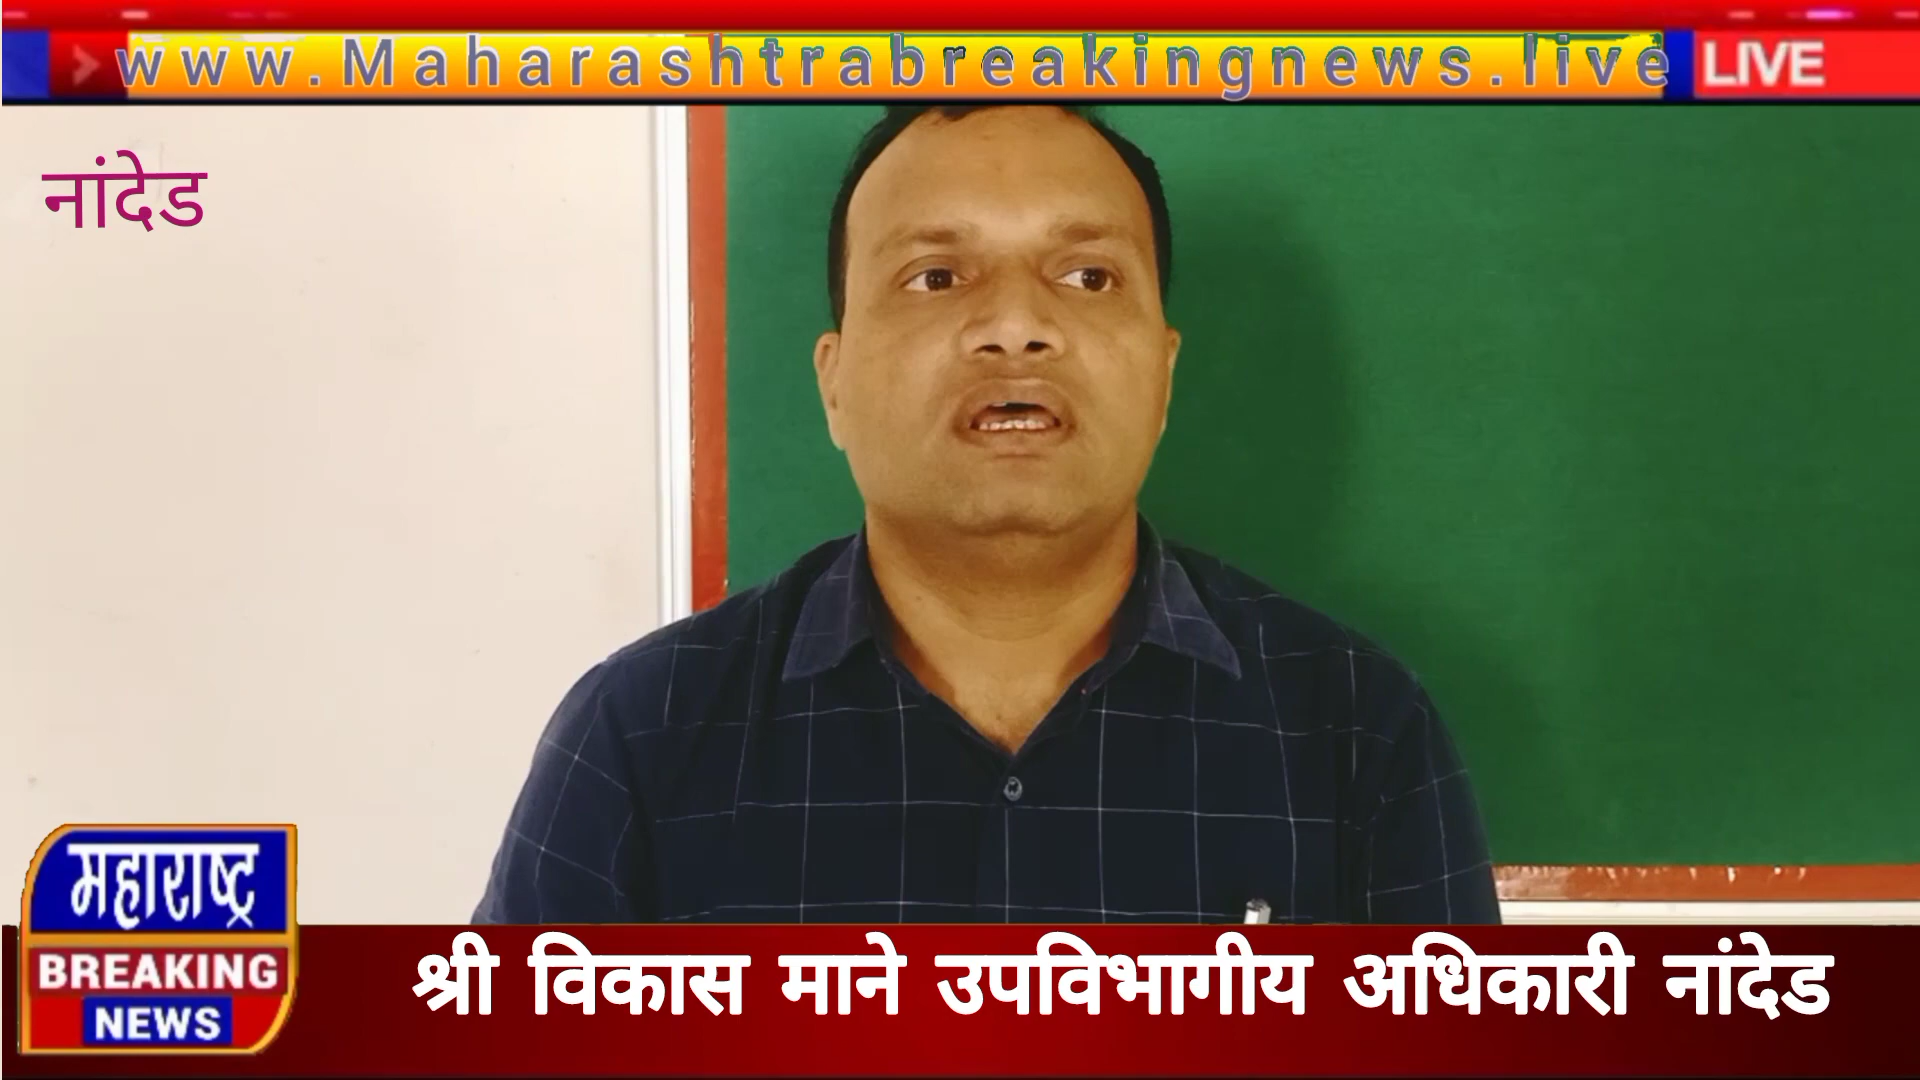 www.Maharashtrabreakingnews.live
LIVE
नांदेड
महाराष्ट्र
BREAKING
NEWS
श्री विकास माने उपविभागीय अधिकारी नांदेड